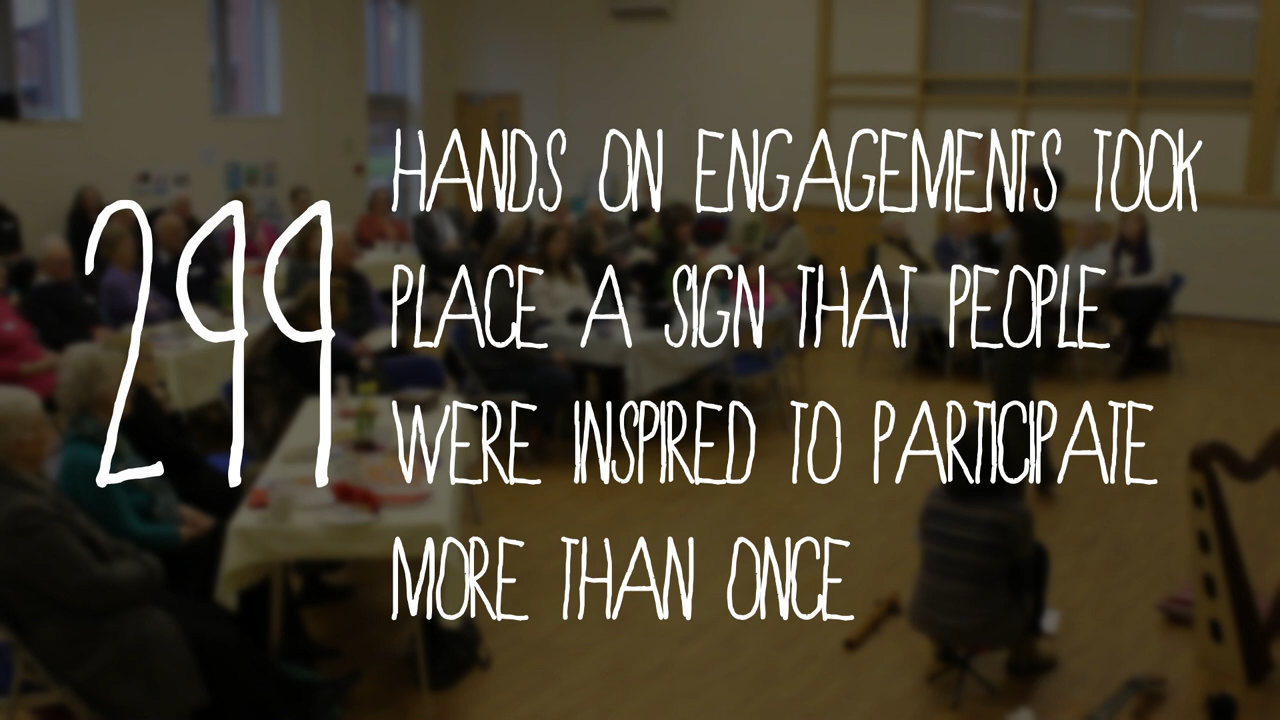 299
HANDS ON ENGAGEMENTS TOOK
PLACE A SIGN THAT PEOPLE
WERE INSPIRED TO PARTICIPATE
MORE THAN ONCE